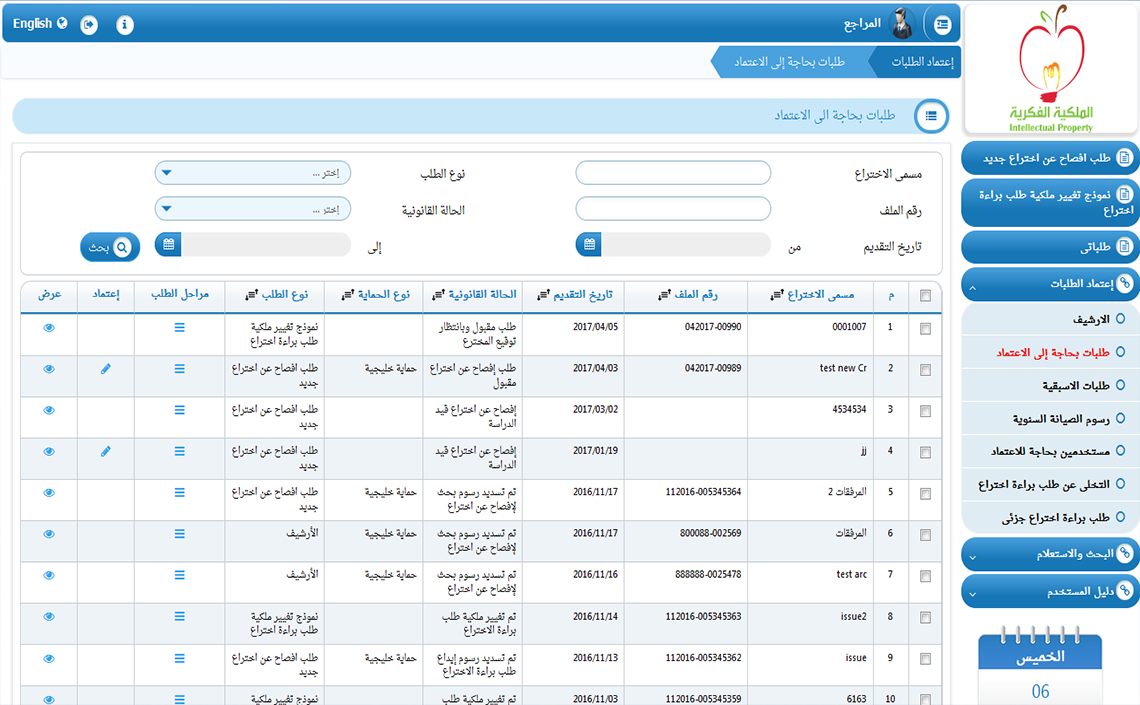 المراجع
English
الملكية الفكرية
Intellectual Property
إعتماد الطلبات
طلبات بحاجة إلى الاعتماد
طلبات بحاجة الى الاعتماد
طلب افصاح عن اختراع جديد
نموذج تغيير ملكية طلب براءة
اختراع
طلباتي
إعتماد الطلبات
الارشيف
طلبات بحاجة إلى الاعتماد
طلبات الاسبقية
رسوم الصيانة السنوية
مستخدمين بحاجة للاعتماد
التخلى عن طلب براءة اختراع
طلب براءة اختراع جزئى
البحث والاستعلام
دليل المستخدم
الخميس
06
مسمى الاختراع
نوع الطلب
إختر ...
رقم الملف
الحالة القانونية
إختر ...
تاريخ التقديم
من
إلى
بحث
م مسمى الاختراع رقم الملف تاريخ التقديم الحالة القانونية نوع الحماية نوع الطلب مراحل الطلب إعتماد عرض
1 0001007 042017-00990 2017/04/05 طلب مقبول وبانتظار نموذج تغيير ملكية
توقيع المخترع طلب براءة اختراع
2 test new Cr 042017-00989 2017/04/03 طلب إفصاح عن اختراع حماية خليجية طلب افصاح عن اختراع
مقبول جديد
3 4534534 2017/03/02 إفصاح عن اختراع قيد طلب افصاح عن اختراع
الدراسة جديد
4 jj 2017/01/19 إفصاح عن اختراع قيد طلب افصاح عن اختراع
الدراسة جديد
5 المرفقات 2 112016-005345364 2016/11/17 تم تسديد رسوم بحث حماية خليجية طلب افصاح عن اختراع
لإفصاح عن اختراع جديد
6 المرفقات 800088-002569 2016/11/17 تم تسديد رسوم بحث حماية خليجية الأرشيف
لإفصاح عن اختراع
7 test arc 888888-0025478 2016/11/16 تم تسديد رسوم بحث حماية خليجية الأرشيف
لإفصاح عن اختراع
8 issue2 112016-005345363 2016/11/14 تم تغيير ملكية طلب نموذج تغيير ملكية
براءة الاختراع طلب براءة اختراع
9 issue 112016-005345362 2016/11/13 تم تسديد رسوم إيداع حماية خليجية طلب افصاح عن اختراع
طلب براءة الاختراع جديد
10 6163 112016-005345359 2016/11/03 تم تغيير ملكية طلب نموذج تغيير ملكية